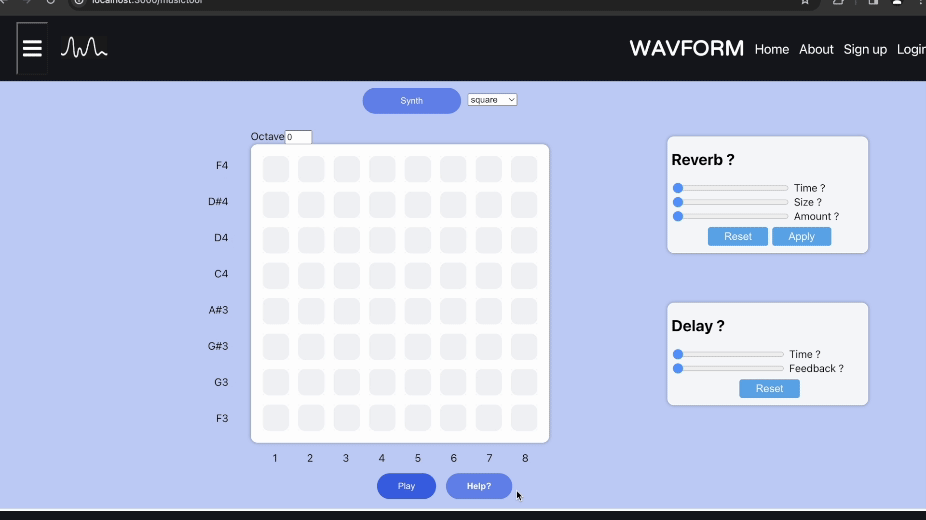 localhost:3000/musictool
WAVFORM Home About Sign up Login
Synth square
Octave 0
F4
D#4
D4
C4
A#3
G#3
G3
F3
1 2 3 4 5 6 7 8
Play Help?
Reverb ?
Time ?
Size ?
Amount ?
Reset Apply
Delay ?
Time ?
Feedback ?
Reset